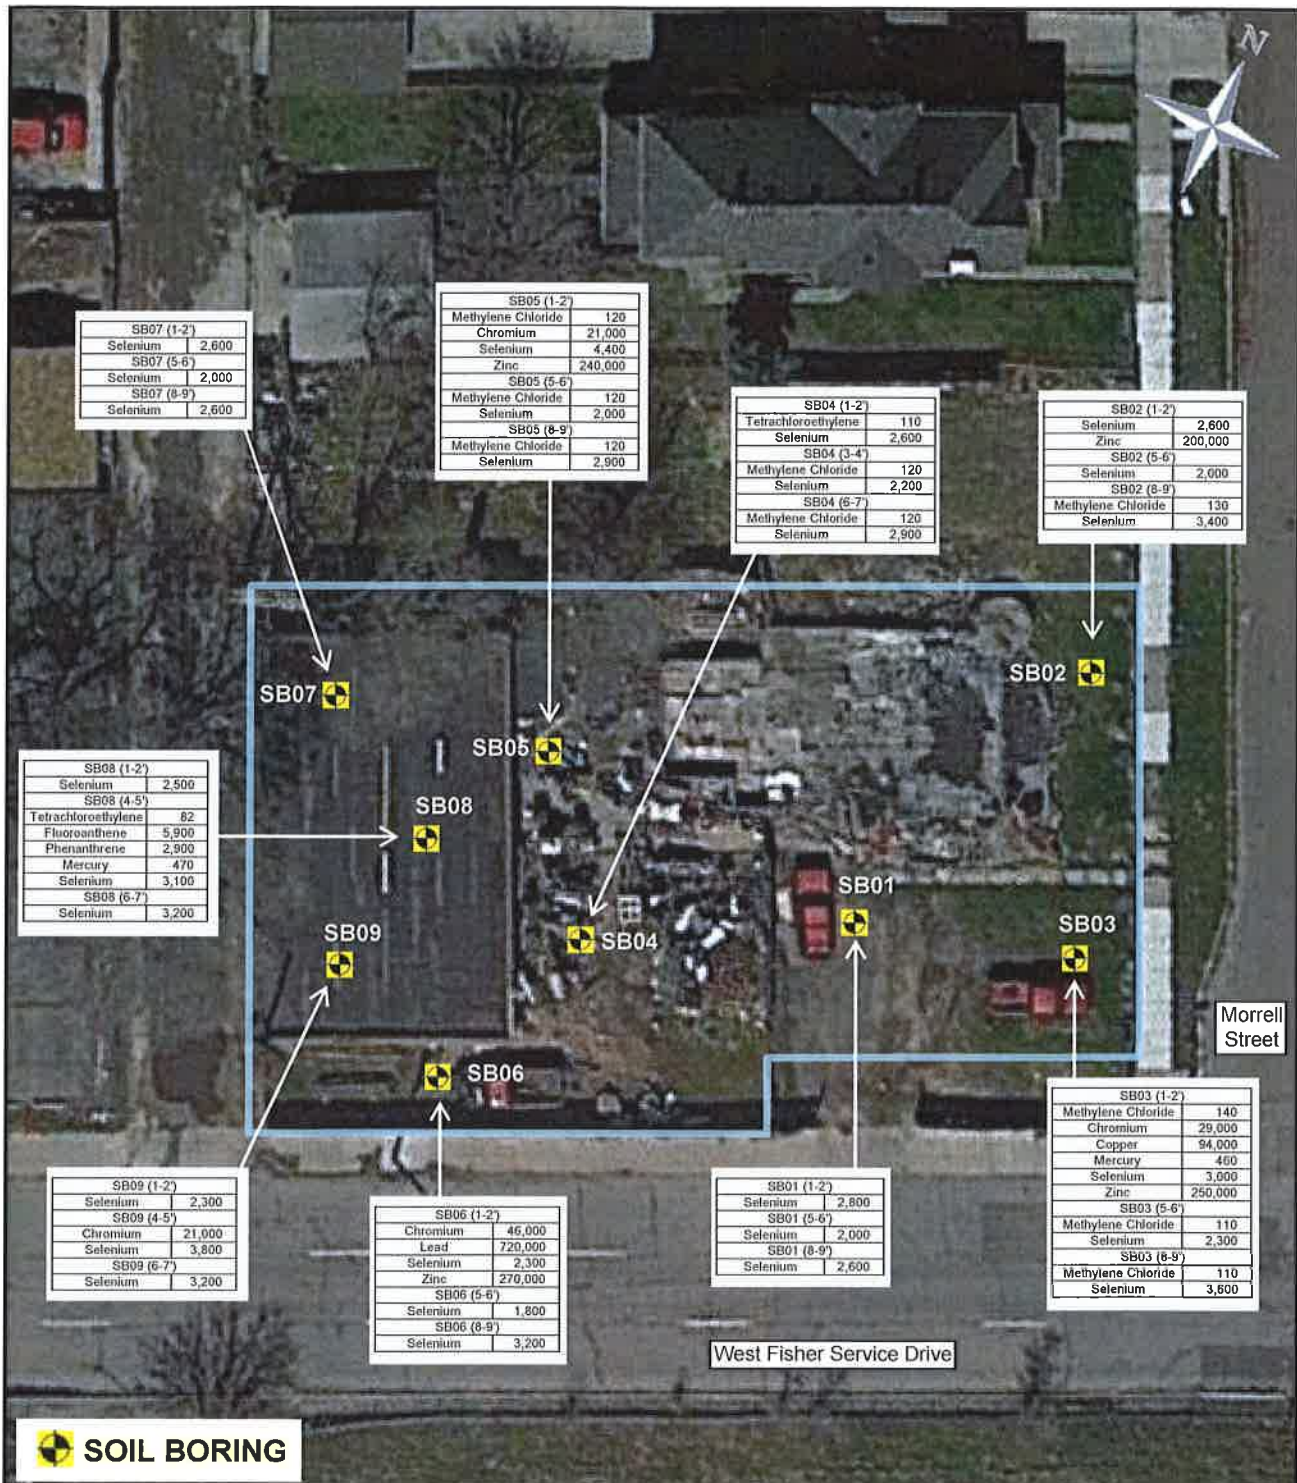 N
SB05 (1-2')
Methylene Chloride 120
Chromium 21,000
Selenium 4,400
Zinc 240,000
SB05 (5-6')
Methylene Chloride 120
Selenium 2,000
SB05 (8-9')
Methylene Chloride 120
Selenium 2,900
SB07 (1-2')
Selenium 2,600
SB07 (5-6')
Selenium 2,000
SB07 (8-9')
Selenium 2,600
SB04 (1-2')
Tetrachloroethylene 110
Selenium 2,600
SB04 (3-4')
Methylene Chloride 120
Selenium 2,200
SB04 (6-7')
Methylene Chloride 120
Selenium 2,900
SB02 (1-2')
Selenium 2,600
Zinc 200,000
SB02 (5-6')
Selenium 2,000
SB02 (8-9')
Methylene Chloride 130
Selenium 3,400
SB07
SB02
SB05
SB08
SB08 (1-2')
Selenium 2,500
SB08 (4-5')
Tetrachloroethylene 82
Fluoroanthene 5,900
Phenanthrene 2,900
Mercury 470
Selenium 3,100
SB08 (6-7')
Selenium 3,200
SB01
SB09
SB04
SB03
Morrell
Street
SB06
SB03 (1-2')
Methylene Chloride 140
Chromium 29,000
Copper 94,000
Mercury 460
Selenium 3,000
Zinc 250,000
SB03 (5-6')
Methylene Chloride 110
Selenium 2,300
SB03 (8-9')
Methylene Chloride 110
Selenium 3,600
SB09 (1-2')
Selenium 2,300
SB09 (4-5')
Chromium 21,000
Selenium 3,800
SB09 (6-7')
Selenium 3,200
SB06 (1-2')
Chromium 46,000
Lead 720,000
Selenium 2,300
Zinc 270,000
SB06 (5-6')
Selenium 1,800
SB06 (8-9')
Selenium 3,200
SB01 (1-2')
Selenium 2,800
SB01 (5-6')
Selenium 2,000
SB01 (8-9')
Selenium 2,600
West Fisher Service Drive
SOIL BORING